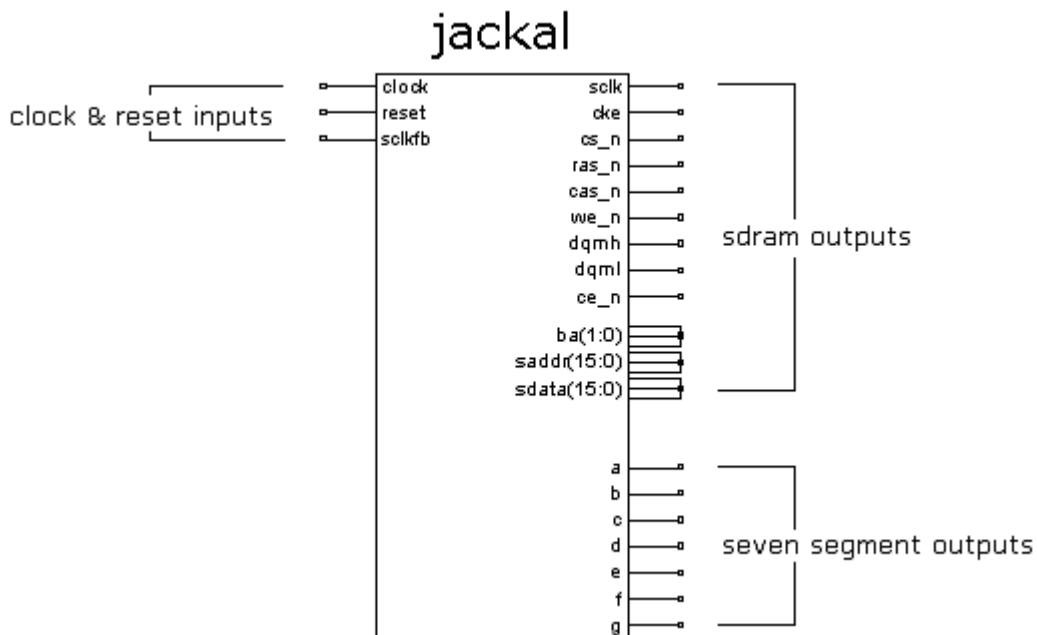 jackal
clock & reset inputs
clock
reset
sclkfb
sclk
cke
cs_n
ras_n
cas_n
we_n
dqmh
dqml
ce_n
ba(1:0)
saddr(15:0)
sdata(15:0)
sdram outputs
a
b
c
d
e
f
g
seven segment outputs